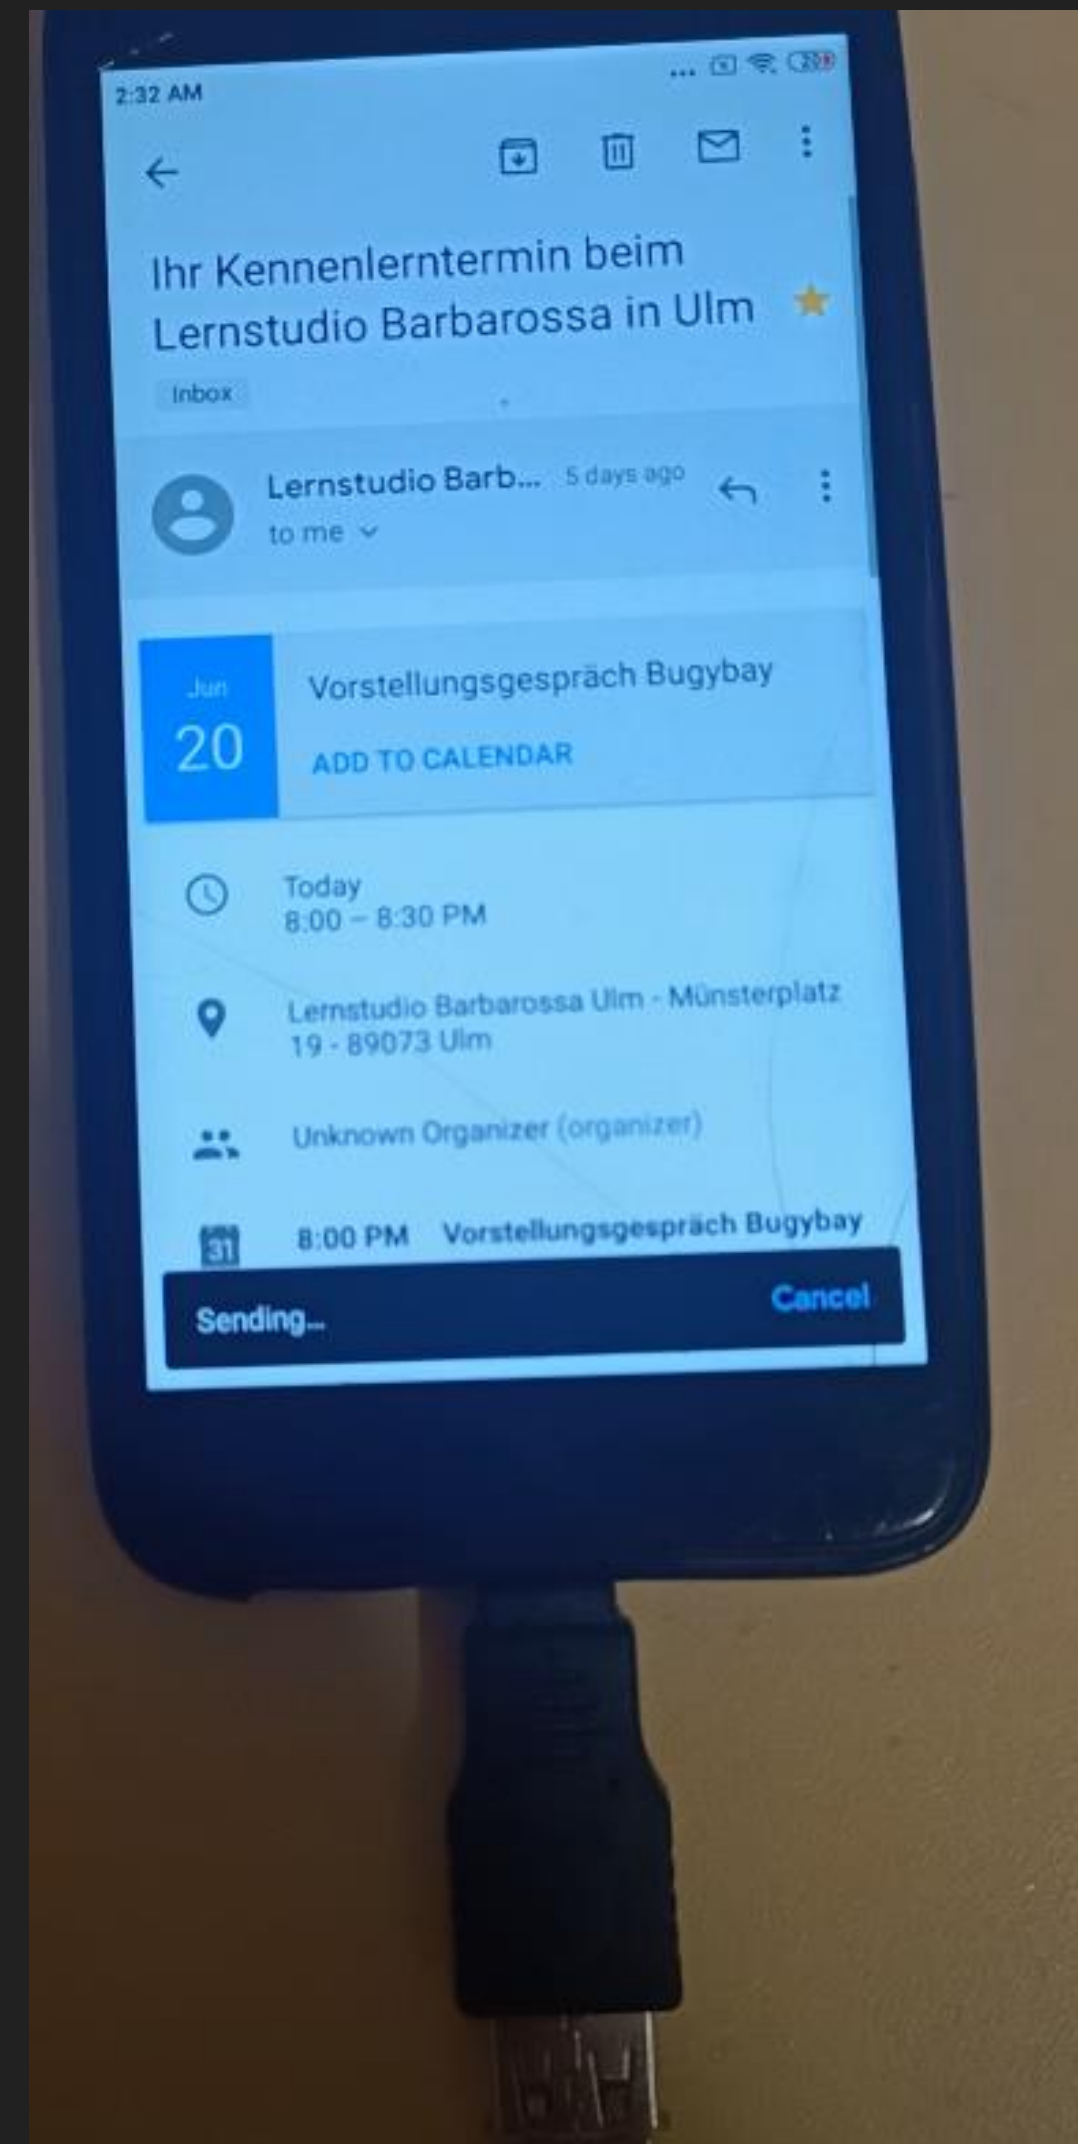 2:32 AM
Ihr Kennenlerntermin beim
Lernstudio Barbarossa in Ulm
Inbox
Lernstudio Barb... 5 days ago
to me
Jun
20
Vorstellungsgespräch Bugybay
ADD TO CALENDAR
Today
8:00 – 8:30 PM
Lernstudio Barbarossa Ulm - Münsterplatz
19 - 89073 Ulm
Unknown Organizer (organizer)
31
8:00 PM Vorstellungsgespräch Bugybay
Sending...
Cancel